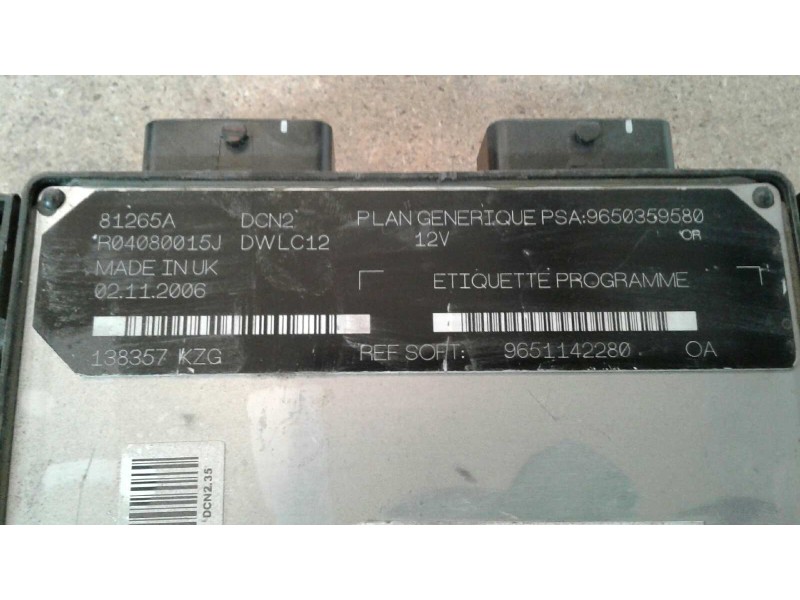 81265A DCN2 PLAN GENERIQUE PSA:9650359580
R04080015J DWLC12 12V OR
MADE IN UK
02.11.2006 ETIQUETTE PROGRAMME
138357 KZG REF SOFT: 9651142280 OA
DCN2.35